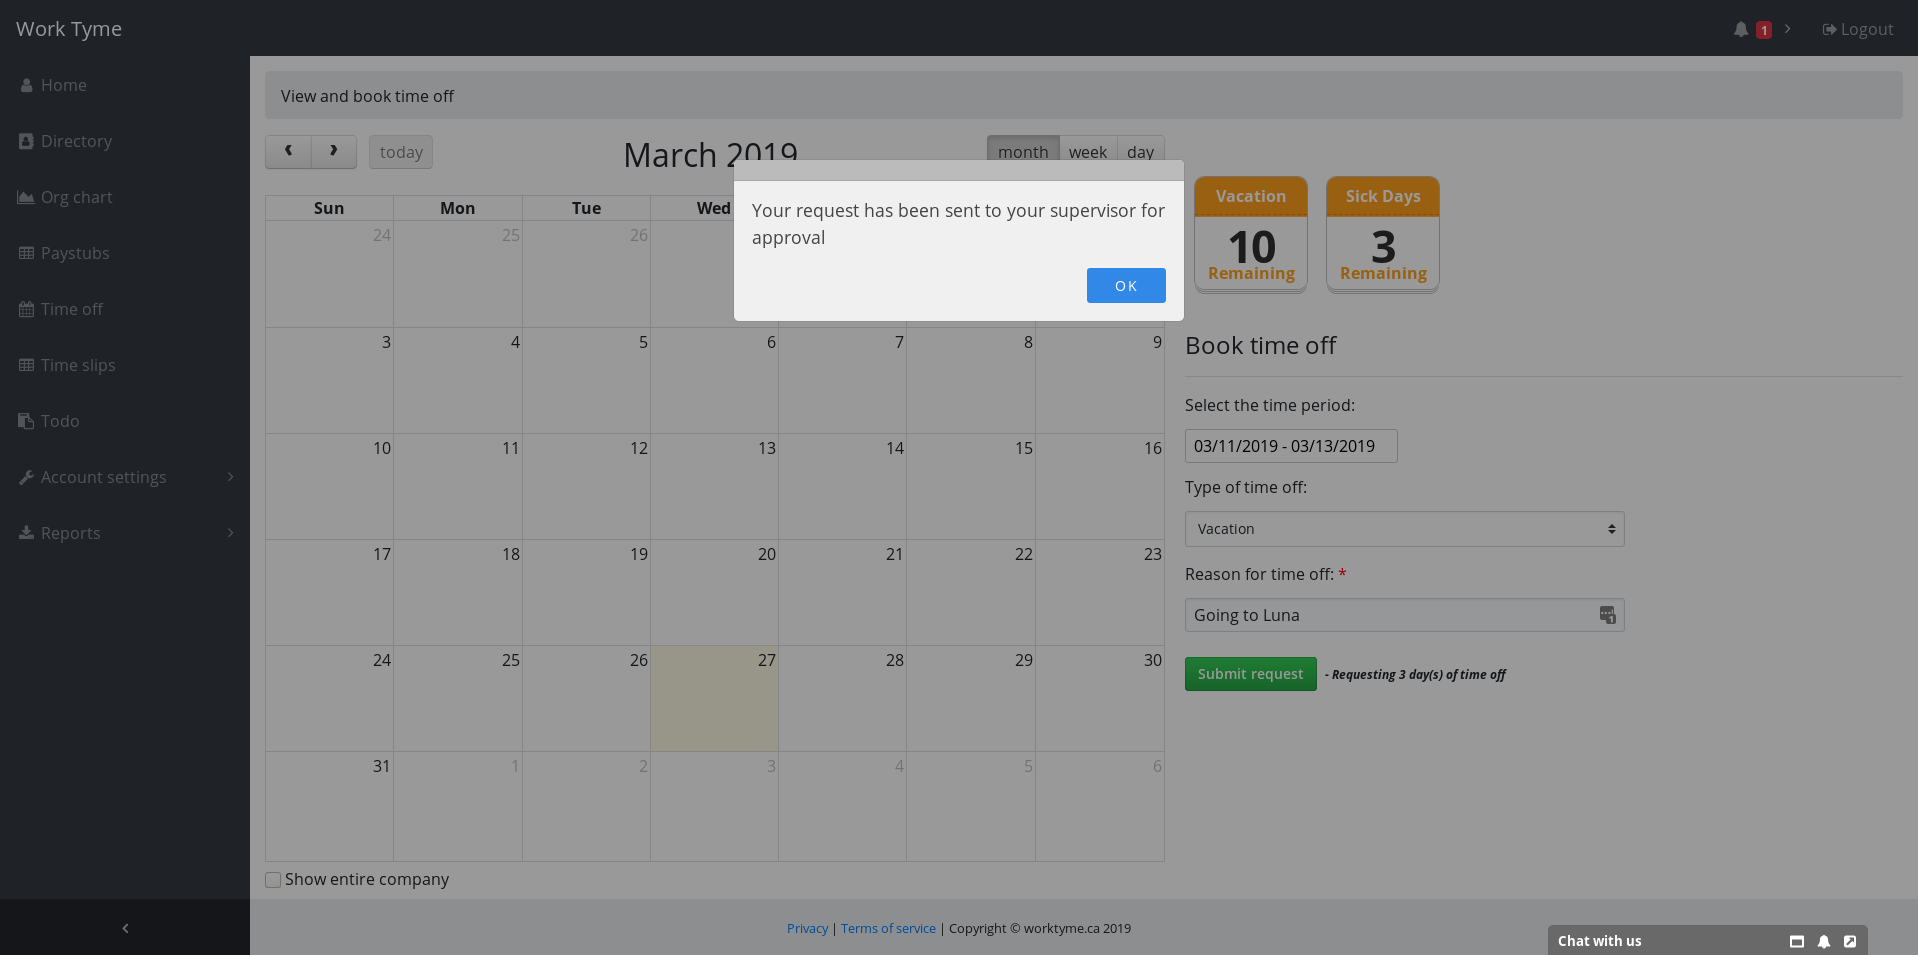 Work Tyme
1
Logout
Home
Directory
Org chart
Paystubs
Time off
Time slips
Todo
Account settings
Reports
View and book time off
today
March 2019
month
week
day
Your request has been sent to your supervisor for
approval
OK
Sun Mon Tue Wed
24 25 26
3 4 5 6 7 8 9
10 11 12 13 14 15 16
17 18 19 20 21 22 23
24 25 26 27 28 29 30
31 1 2 3 4 5 6
Show entire company
Vacation
10
Remaining
Sick Days
3
Remaining
Book time off
Select the time period:
03/11/2019 - 03/13/2019
Type of time off:
Vacation
Reason for time off: *
Going to Luna
1
Submit request
- Requesting 3 day(s) of time off
Privacy | Terms of service | Copyright © worktyme.ca 2019
Chat with us